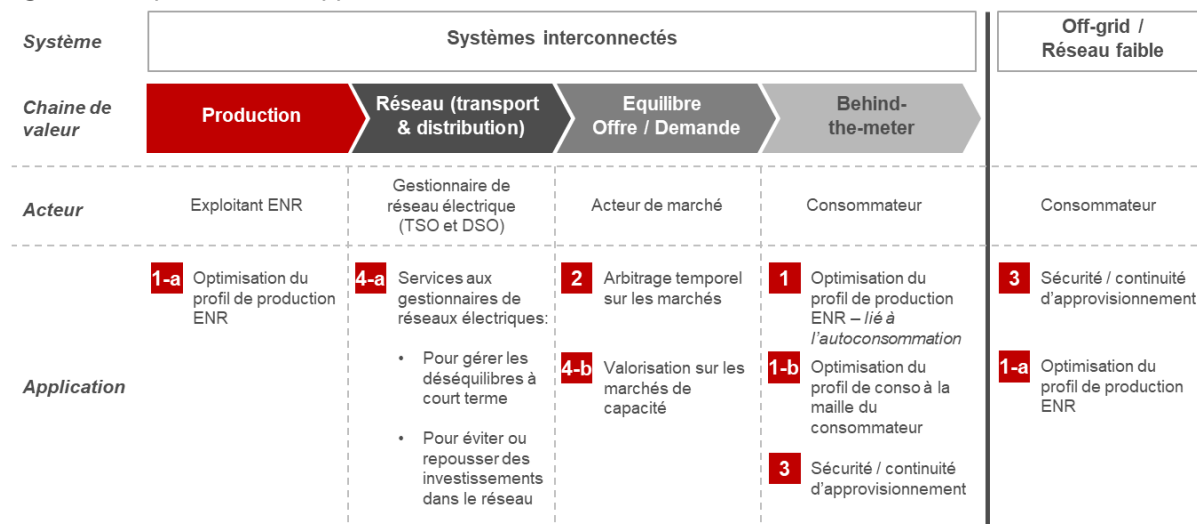 Système
Systèmes interconnectés
Off-grid /
Réseau faible
Chaine de
valeur
Production
Réseau (transport
& distribution)
Equilibre
Offre / Demande
Behind-
the-meter
Acteur
Exploitant ENR
Gestionnaire de
réseau électrique
(TSO et DSO)
Acteur de marché
Consommateur
Consommateur
Application
1-a Optimisation du
profil de production
ENR
4-a Services aux
gestionnaires de
réseaux électriques:
• Pour gérer les
déséquilibres à
court terme
• Pour éviter ou
repousser des
investissements
dans le réseau
2 Arbitrage temporel
sur les marchés
4-b Valorisation sur les
marchés de
capacité
1 Optimisation du
profil de production
ENR – lié à
l'autoconsommation
1-b Optimisation du
profil de conso à la
maille du
consommateur
3 Sécurité / continuité
d'approvisionnement
3 Sécurité / continuité
d'approvisionnement
1-a Optimisation du
profil de production
ENR